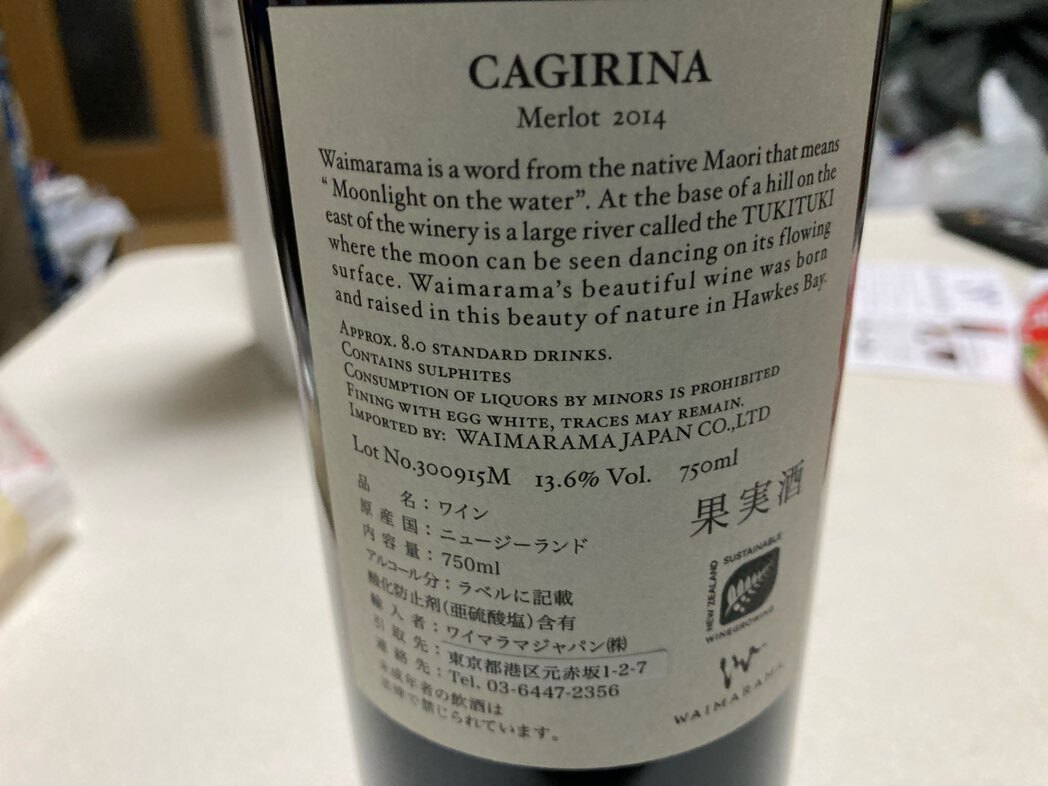 CAGIRINA
Merlot 2014
Waimarama is a word from the native Maori that means
“Moonlight on the water”. At the base of a hill on the
east of the winery is a large river called the TUKITUKI
where the moon can be seen dancing on its flowing
surface. Waimarama’s beautiful wine was born
and raised in this beauty of nature in Hawkes Bay.
APPROX. 8.0 STANDARD DRINKS.
CONTAINS SULPHITES
CONSUMPTION OF LIQUORS BY MINORS IS PROHIBITED
FINING WITH EGG WHITE, TRACES MAY REMAIN.
IMPORTED BY: WAIMARAMA JAPAN CO.,LTD
Lot No.300915M 13.6% Vol. 750ml
果実酒
品名：ワイン
原産国：ニュージーランド
内容量：750ml
アルコール分：ラベルに記載
酸化防止剤(亜硫酸塩)含有
輸入者：ワイマラマジャパン㈱
引取先：東京都港区元赤坂1-2-7
連絡先：Tel. 03-6447-2356
未成年者の飲酒は
法律で禁じられています。
NEW ZEALAND
SUSTAINABLE
WINEGROWING
WAIMARAMA